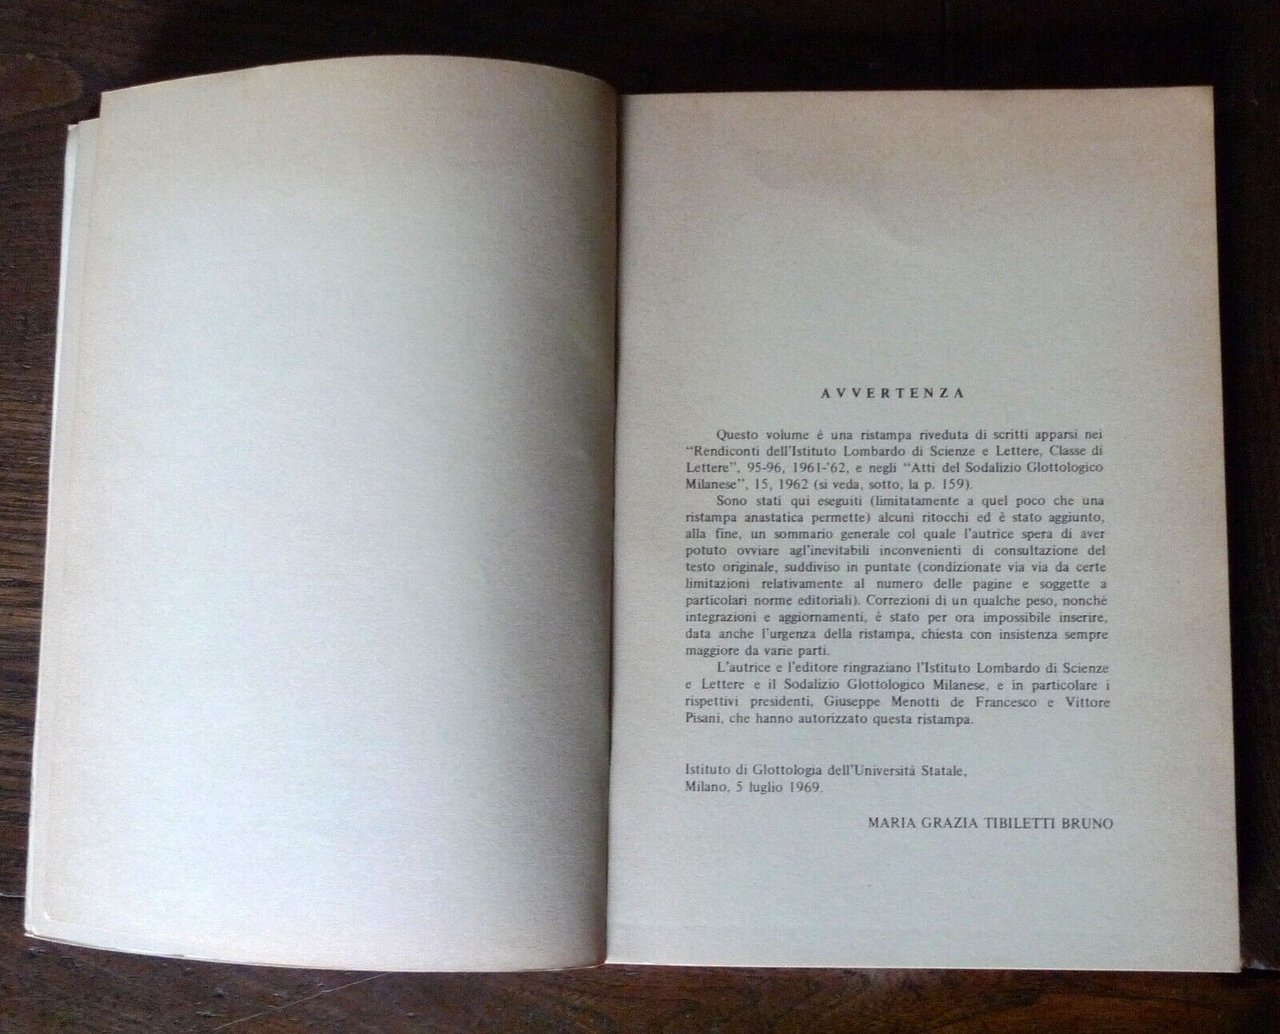 AVVERTENZA
Questo volume è una ristampa riveduta di scritti apparsi nei
“Rendiconti dell'Istituto Lombardo di Scienze e Lettere, Classe di
Lettere”, 95-96, 1961-'62, e negli “Atti del Sodalizio Glottologico
Milanese”, 15, 1962 (si veda, sotto, la p. 159).
Sono stati qui eseguiti (limitatamente a quel poco che una
ristampa anastatica permette) alcuni ritocchi ed è stato aggiunto,
alla fine, un sommario generale col quale l'autrice spera di aver
potuto ovviare agl'inevitabili inconvenienti di consultazione del
testo originale, suddiviso in puntate (condizionate via via da certe
limitazioni relativamente al numero delle pagine e soggette a
particolari norme editoriali). Correzioni di un qualche peso, nonché
integrazioni e aggiornamenti, è stato per ora impossibile inserire,
data anche l'urgenza della ristampa, chiesta con insistenza sempre
maggiore da varie parti.
L'autrice e l'editore ringraziano l'Istituto Lombardo di Scienze
e Lettere e il Sodalizio Glottologico Milanese, e in particolare i
rispettivi presidenti, Giuseppe Menotti de Francesco e Vittore
Pisani, che hanno autorizzato questa ristampa.
Istituto di Glottologia dell'Università Statale,
Milano, 5 luglio 1969.
MARIA GRAZIA TIBILETTI BRUNO